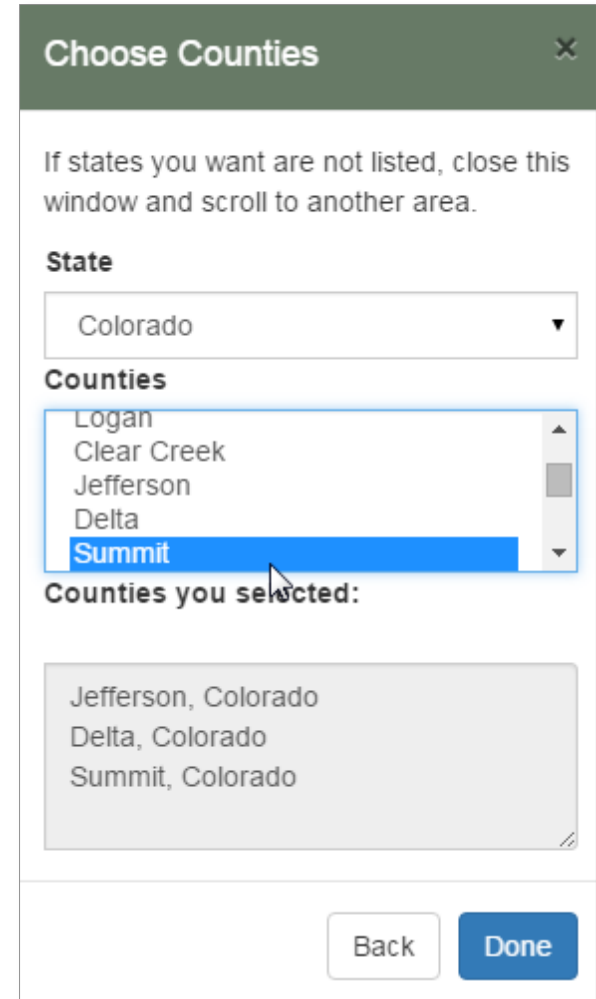 Choose Counties ×
If states you want are not listed, close this
window and scroll to another area.
State
Colorado
Counties
Logan
Clear Creek
Jefferson
Delta
Summit
Counties you selected:
Jefferson, Colorado
Delta, Colorado
Summit, Colorado
Back Done